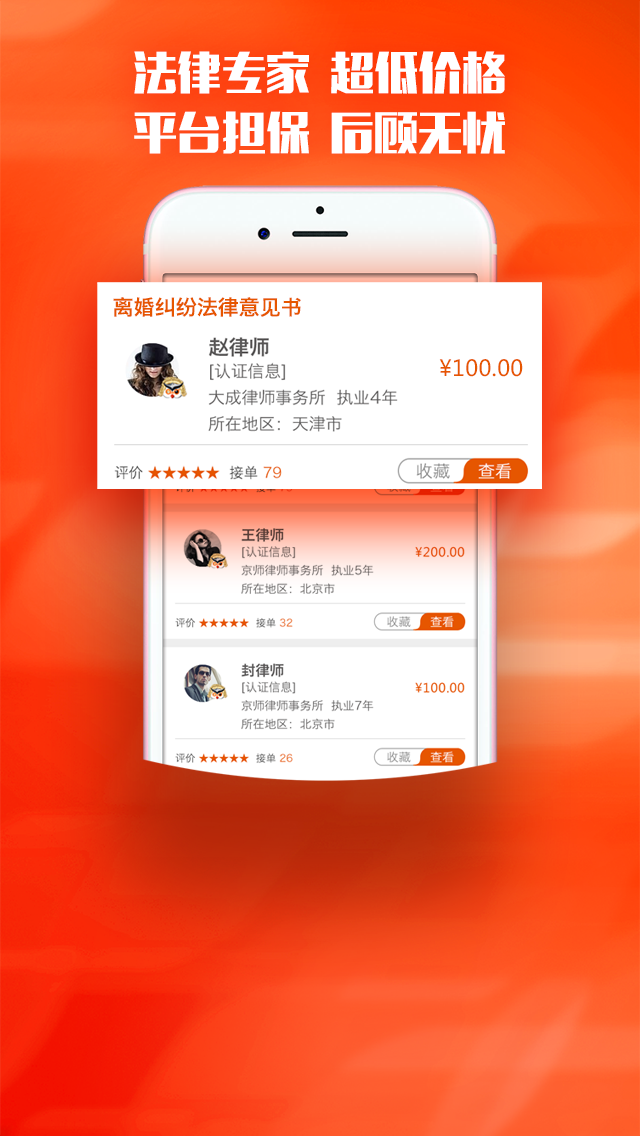 法律专家 超低价格
平台担保 后顾无忧
离婚纠纷法律意见书
赵律师
[认证信息]
¥100.00
大成律师事务所 执业4年
所在地区：天津市
评价 ★★★★★ 接单 79
收藏 查看
王律师
[认证信息]
¥200.00
京师律师事务所 执业5年
所在地区：北京市
评价 ★★★★★ 接单 32
收藏 查看
封律师
[认证信息]
¥100.00
京师律师事务所 执业7年
所在地区：北京市
评价 ★★★★★ 接单 26
收藏 查看